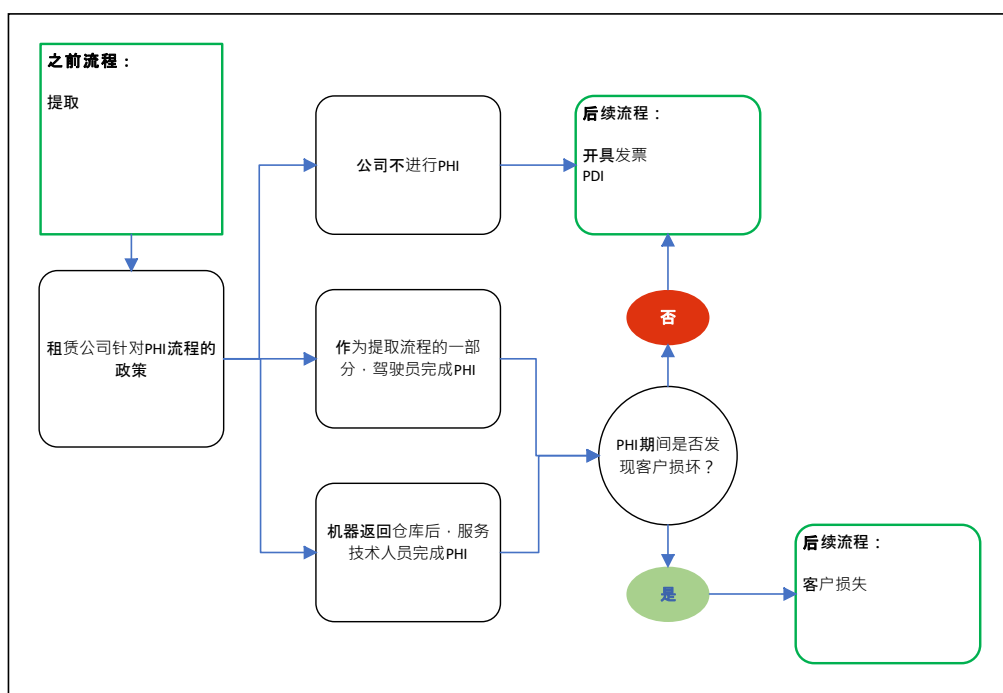 之前流程：
提取
租赁公司针对PHI流程的
政策
公司不进行PHI
作为提取流程的一部
分，驾驶员完成PHI
机器返回仓库后，服务
技术人员完成PHI
后续流程：
开具发票
PDI
否
PHI期间是否发
现客户损坏？
是
后续流程：
客户损失